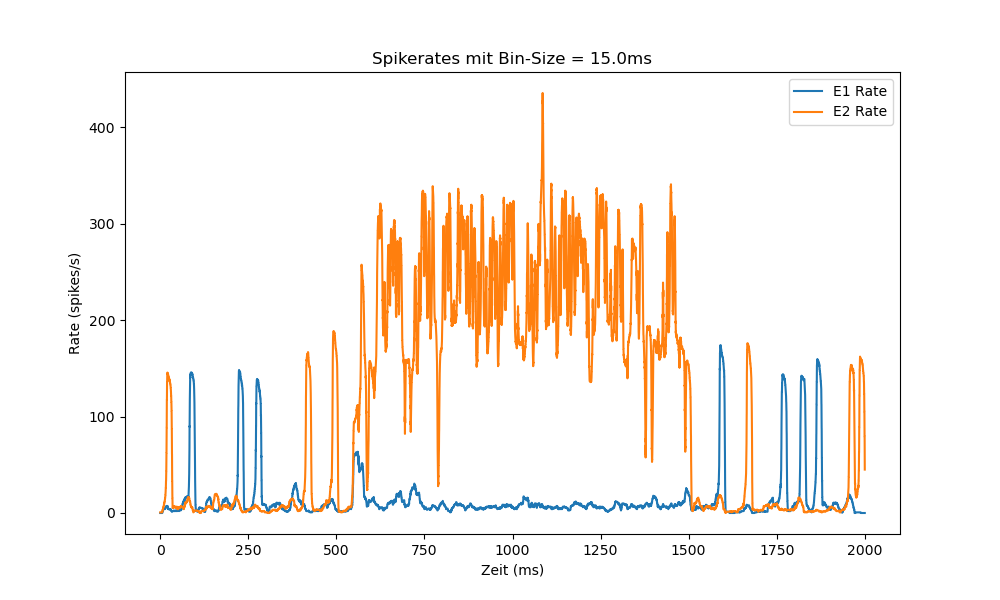 Spikerates mit Bin-Size = 15.0ms
E1 Rate
E2 Rate
400
300
200
100
0
Rate (spikes/s)
0 250 500 750 1000 1250 1500 1750 2000
Zeit (ms)